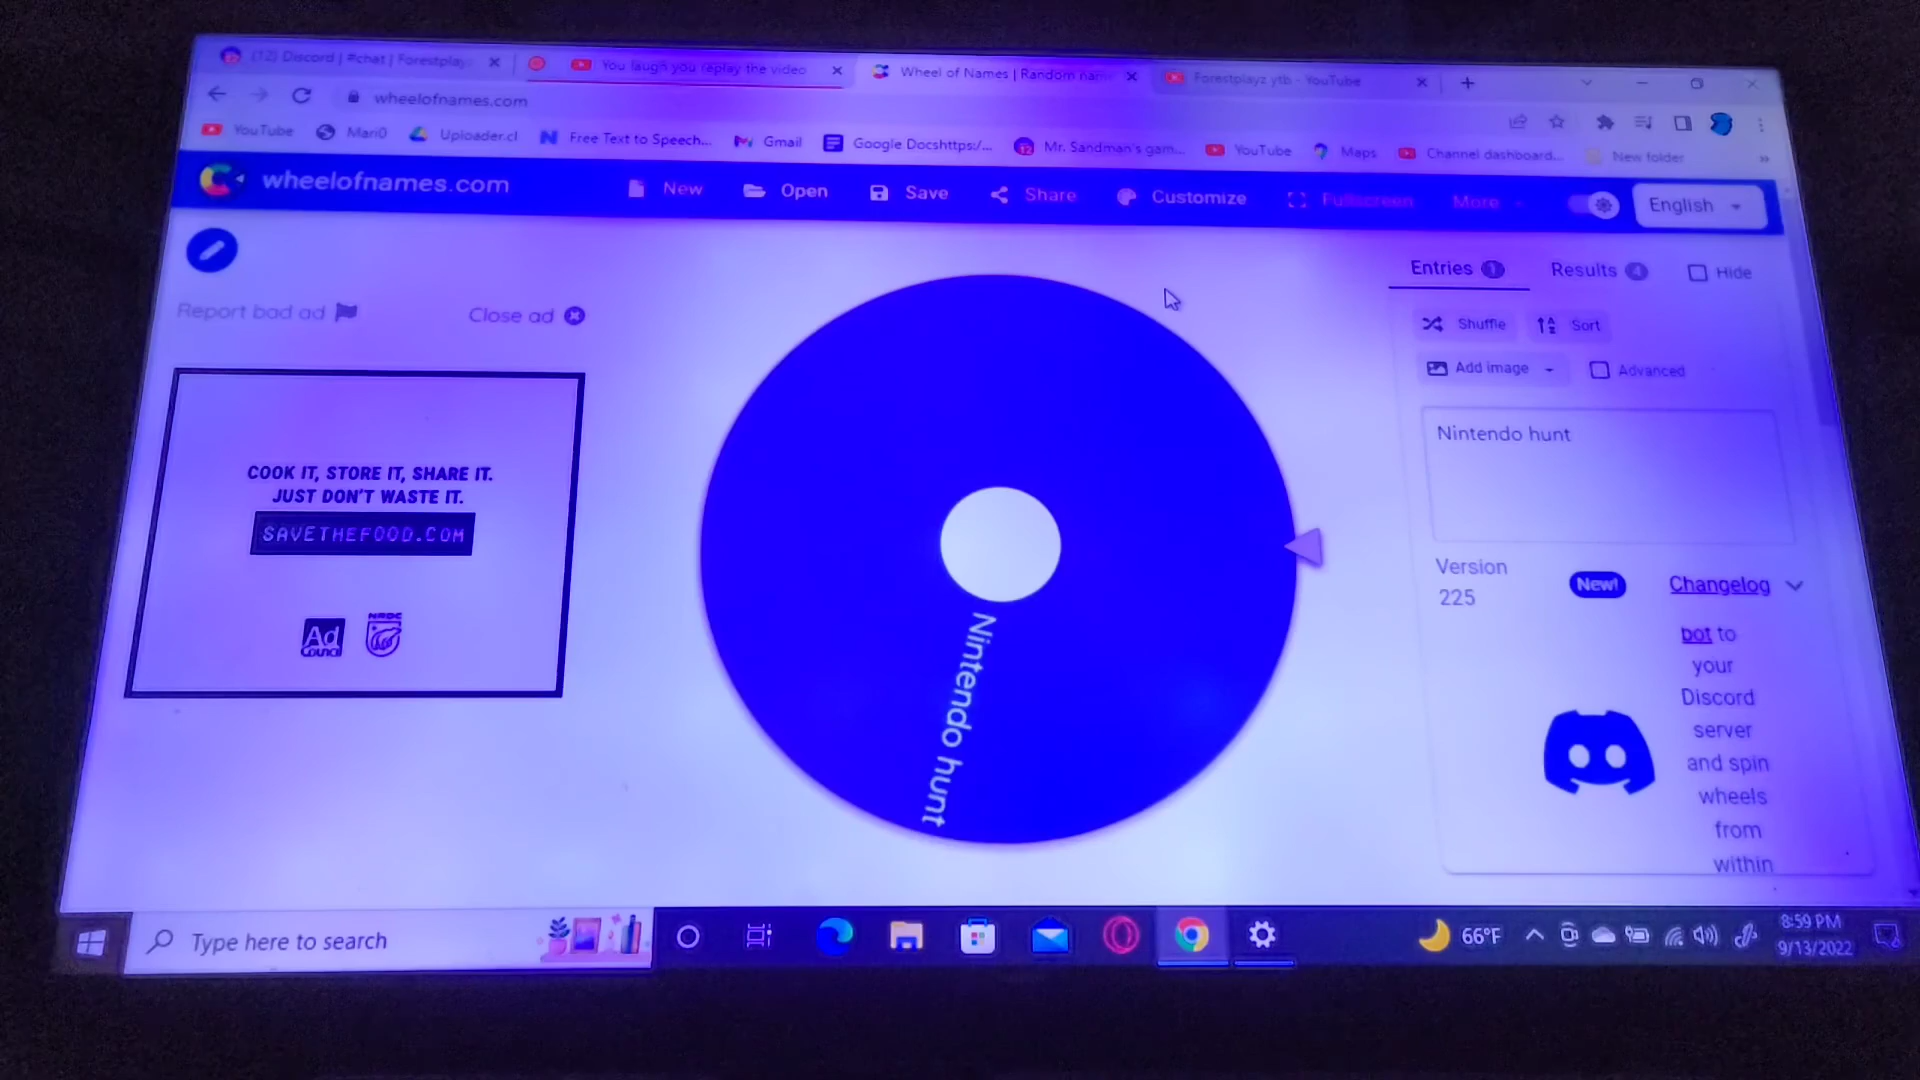 (12) Discord | #chat | Forestplay
You laugh you replay the video
Wheel of Names | Random name
Forestplayz ytb - YouTube
wheelofnames.com
YouTube
Mari0
Uploader.cl
Free Text to Speech...
Gmail
Google Docshttps:/...
Mr. Sandman's gam...
YouTube
Maps
Channel dashboard...
New folder
wheelofnames.com
New
Open
Save
Share
Customize
Fullscreen
More
English
Report bad ad
Close ad
COOK IT, STORE IT, SHARE IT.
JUST DON'T WASTE IT.
SAVETHEFOOD.COM
Ad
COUNCIL
NRDC
Nintendo hunt
Entries 1
Results 4
Hide
Shuffle
Sort
Add image
Advanced
Nintendo hunt
Version
225
New!
Changelog
bot to
your
Discord
server
and spin
wheels
from
within
Type here to search
66°F
8:59 PM
9/13/2022